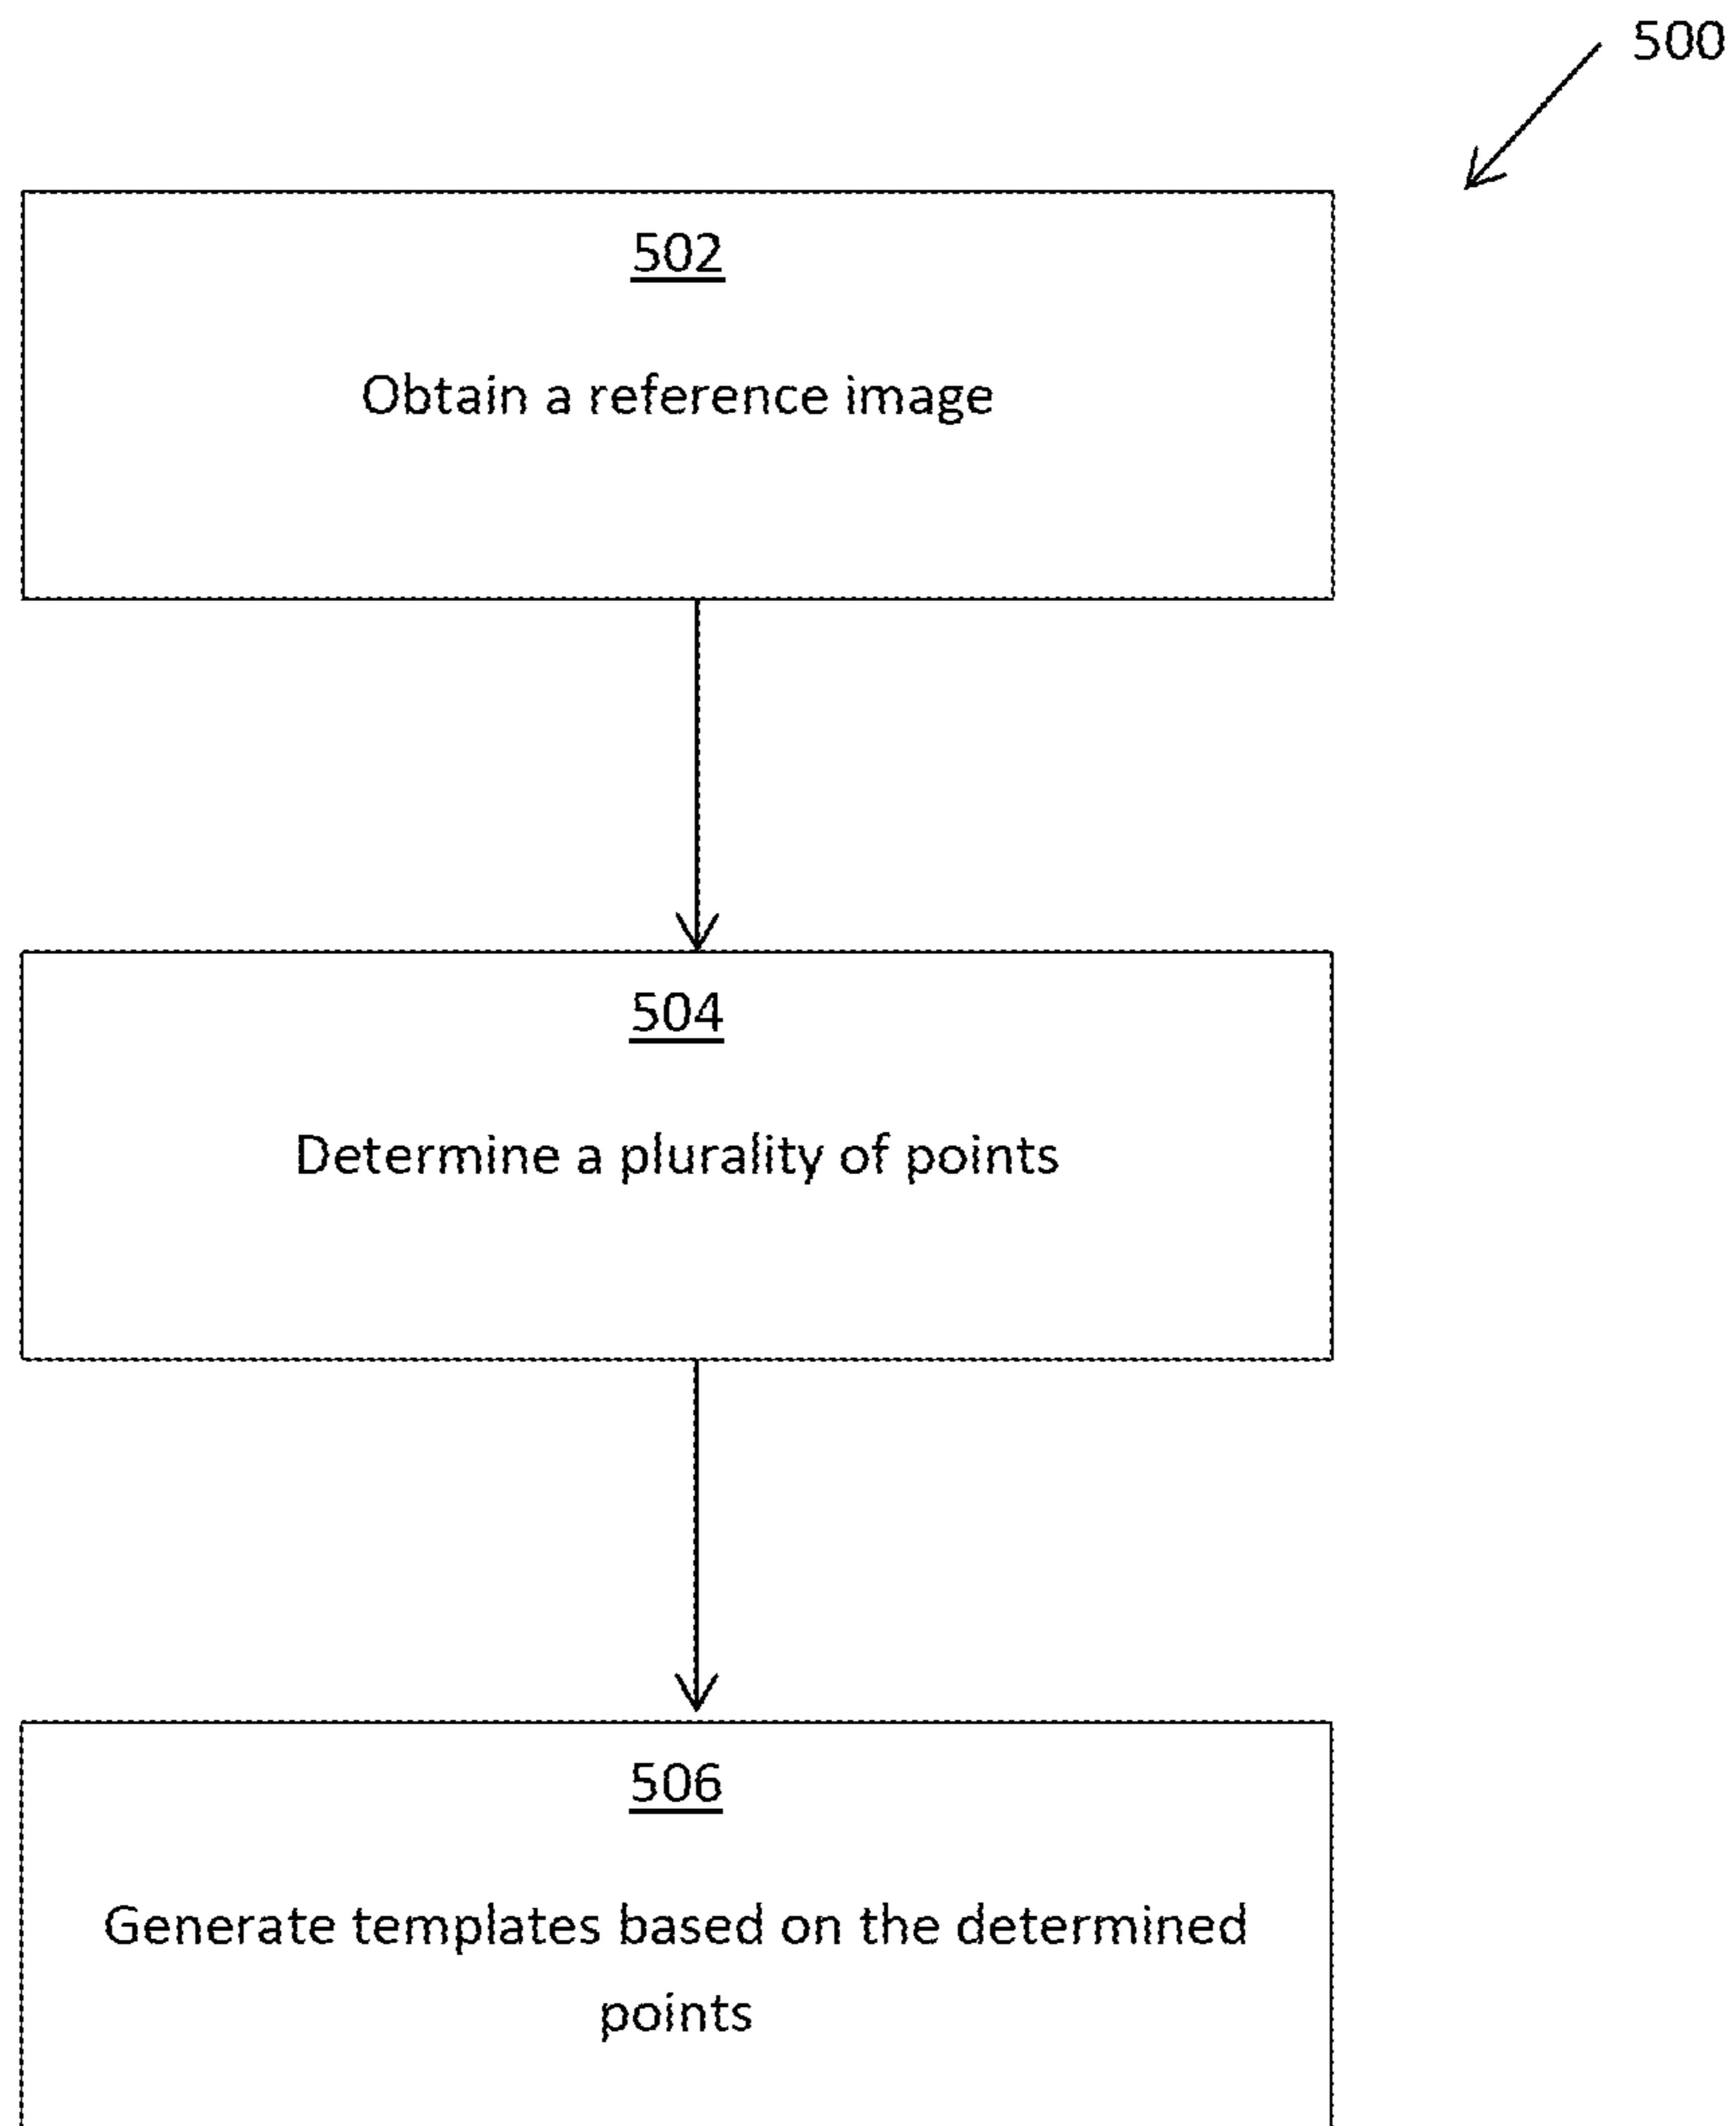 500
502
Obtain a reference image
504
Determine a plurality of points
506
Generate templates based on the determined
points